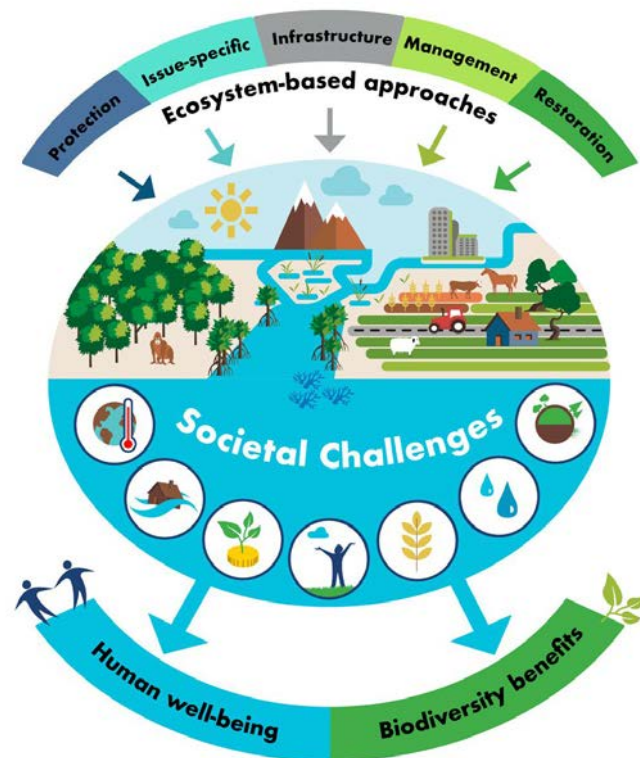 Protection
Issue-specific
Infrastructure
Management
Restoration
Ecosystem-based approaches
Societal Challenges
Human well-being
Biodiversity benefits